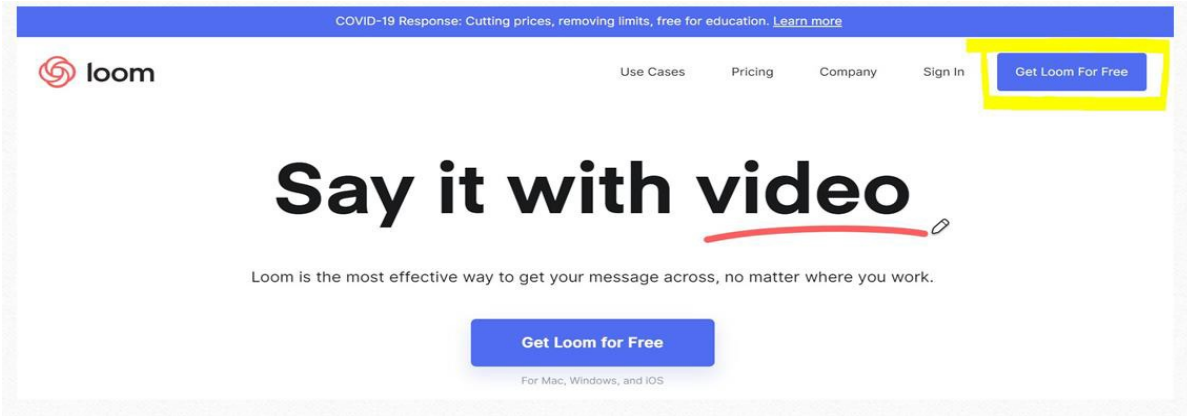 COVID-19 Response: Cutting prices, removing limits, free for education. Learn more
loom
Use Cases Pricing Company Sign In Get Loom For Free
Say it with video
Loom is the most effective way to get your message across, no matter where you work.
Get Loom for Free
For Mac, Windows, and iOS